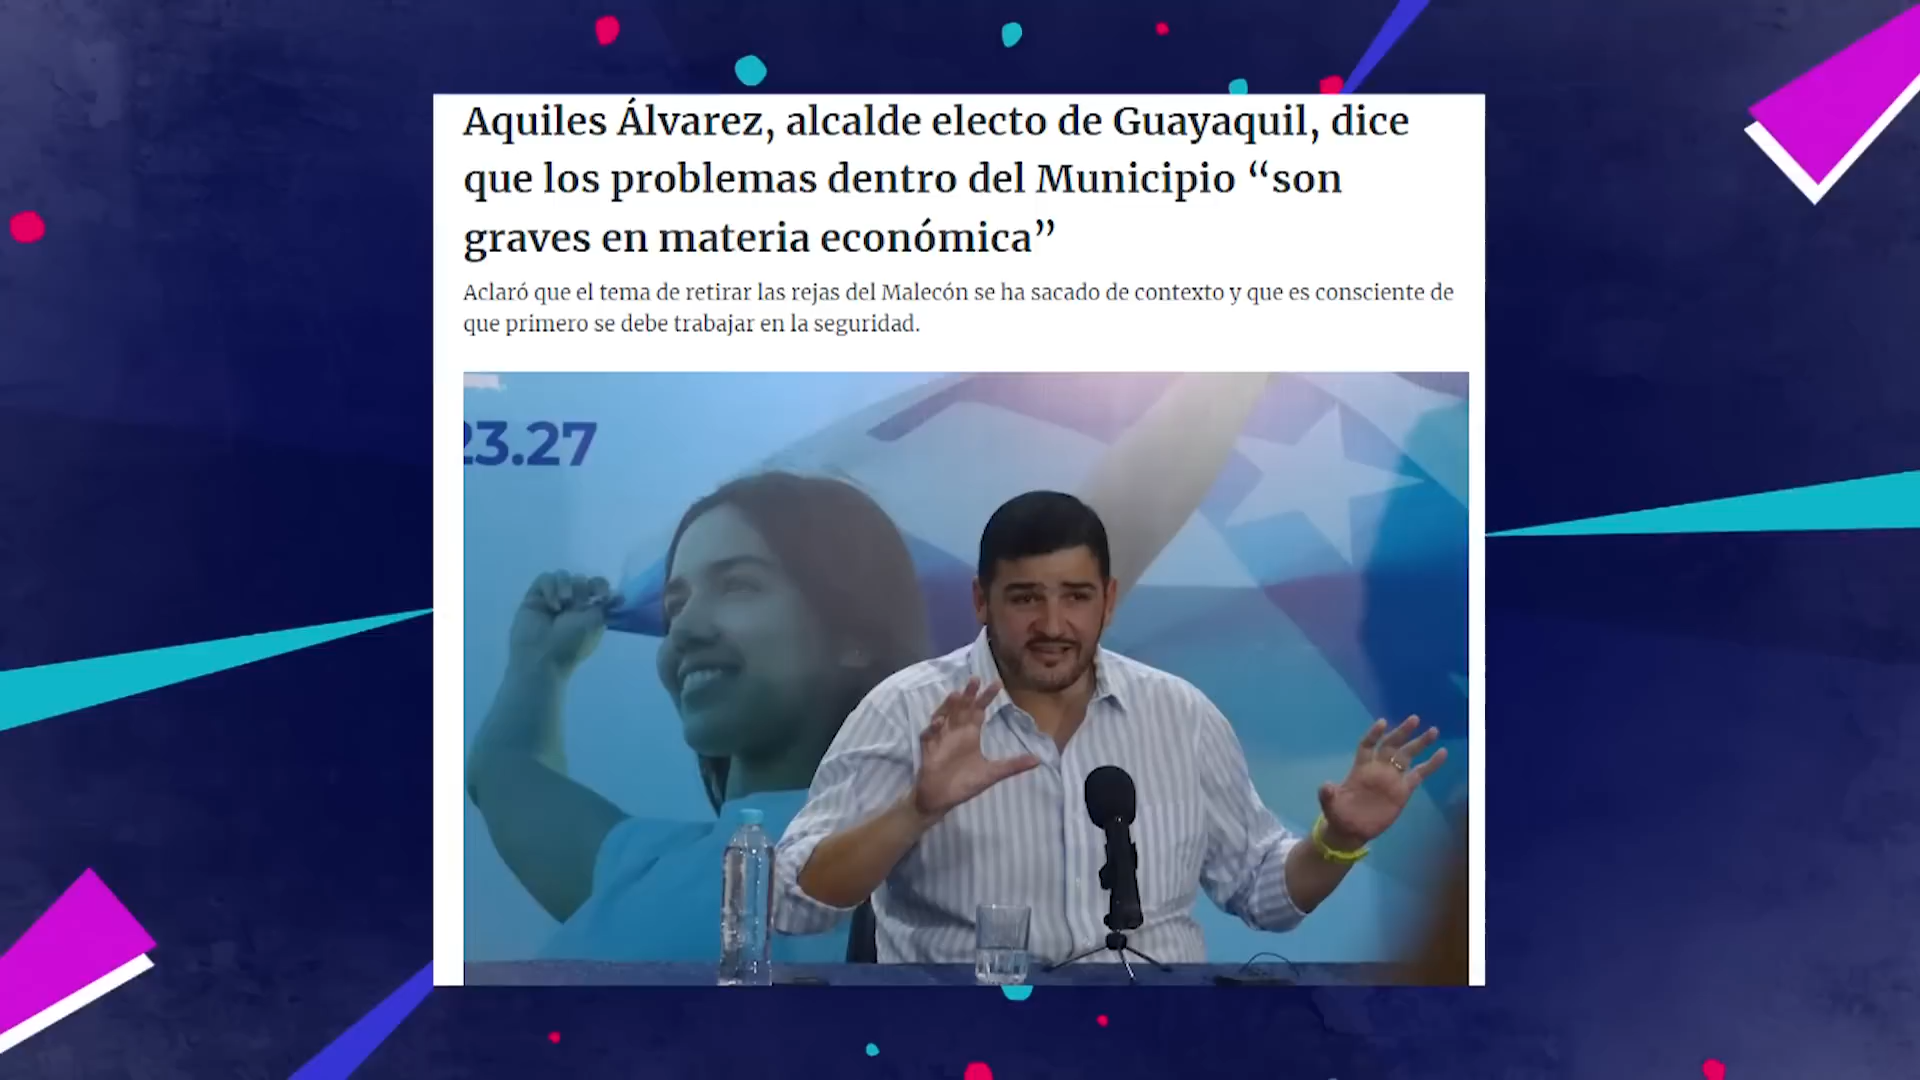 Aquiles Álvarez, alcalde electo de Guayaquil, dice
que los problemas dentro del Municipio “son
graves en materia económica”
Aclaró que el tema de retirar las rejas del Malecón se ha sacado de contexto y que es consciente de
que primero se debe trabajar en la seguridad.
23.27